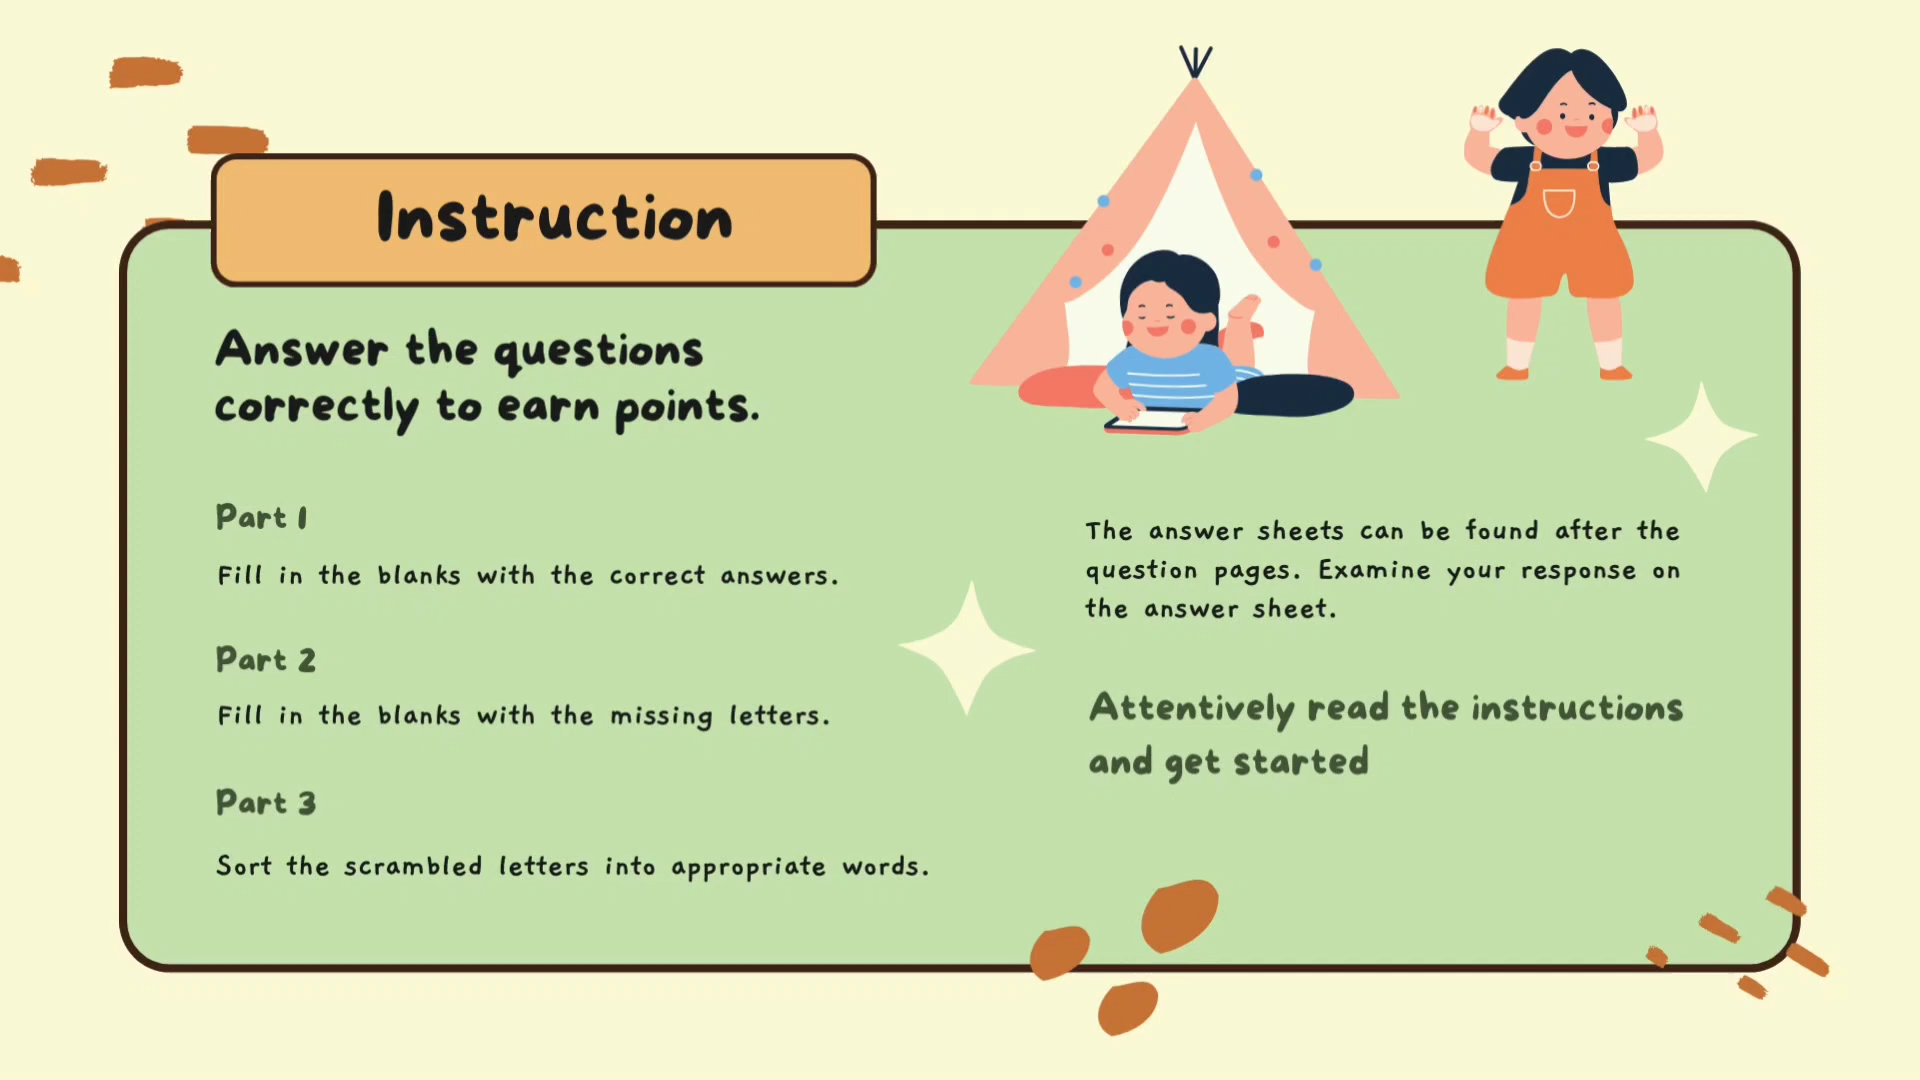 Instruction
Answer the questions
correctly to earn points.
Part 1
Fill in the blanks with the correct answers.
Part 2
Fill in the blanks with the missing letters.
Part 3
Sort the scrambled letters into appropriate words.
The answer sheets can be found after the
question pages. Examine your response on
the answer sheet.
Attentively read the instructions
and get started